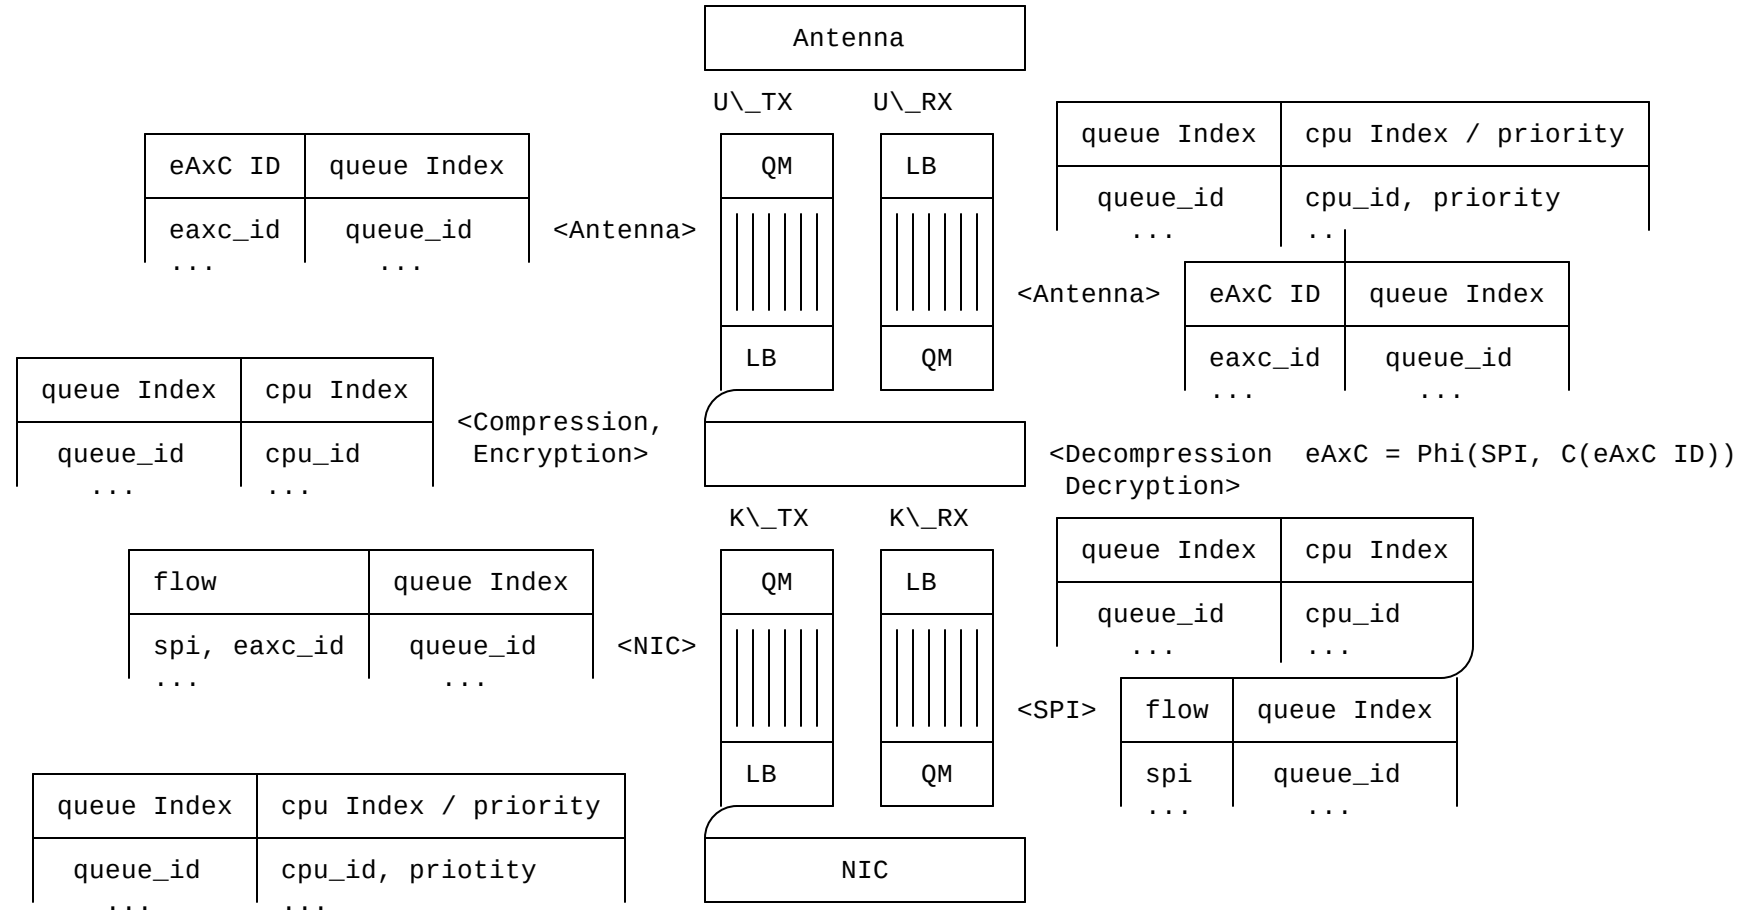 Antenna
U\_TX U\_RX
queue Index cpu Index / priority
eAxC ID queue Index QM LB
queue_id cpu_id, priority
eaxc_id queue_id <Antenna>
... ..
... ...
<Antenna> eAxC ID queue Index
LB QM eaxc_id queue_id
queue Index cpu Index ... ...
<Compression,
queue_id cpu_id Encryption> <Decompression eAxC = Phi(SPI, C(eAxC ID))
... ... Decryption>
K\_TX K\_RX
queue Index cpu Index
flow queue Index QM LB
queue_id cpu_id
spi, eaxc_id queue_id <NIC> ... ...
... ...
<SPI> flow queue Index
LB QM spi queue_id
queue Index cpu Index / priority ... ...
queue_id cpu_id, priotity NIC
... ...